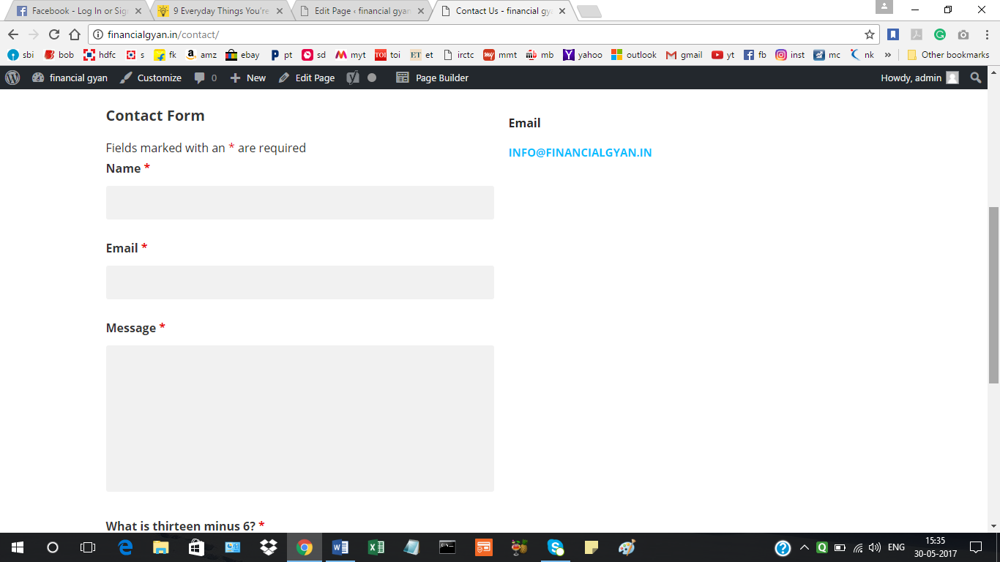 Facebook - Log In or Sig
9 Everyday Things You're
Edit Page ‹ financial gyan
Contact Us - financial gy
financialgyan.in/contact/
sbi bob hdfc s fk amz ebay pt sd myt toi et irctc mmt mb yahoo outlook gmail yt fb inst mc nk » Other bookmarks
financial gyan Customize 0 New Edit Page Page Builder Howdy, admin
Contact Form
Email
INFO@FINANCIALGYAN.IN
Fields marked with an * are required
Name *
Email *
Message *
What is thirteen minus 6? *
ENG
15:35
30-05-2017